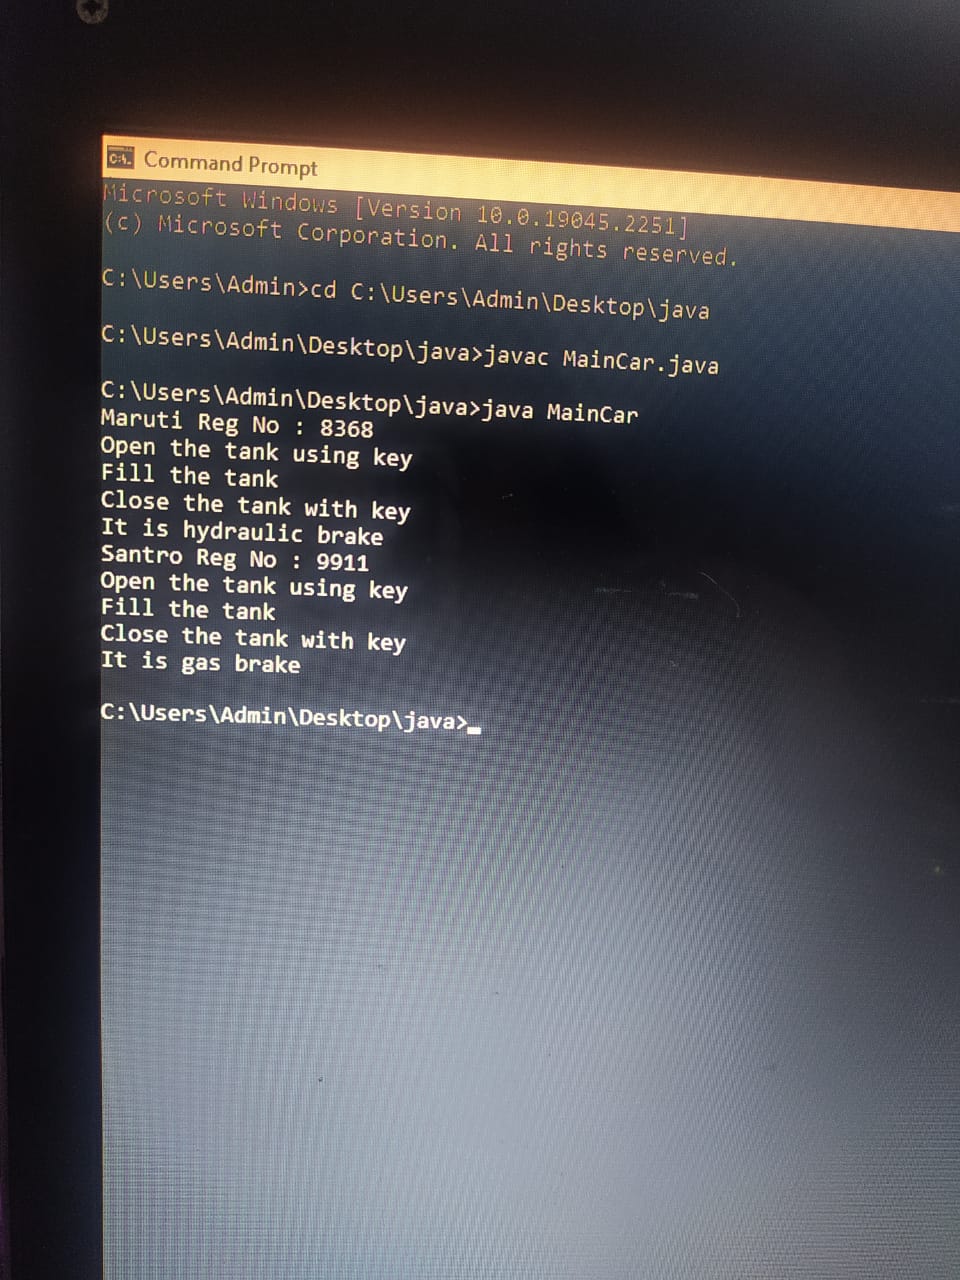 Command Prompt
Microsoft Windows [Version 10.0.19045.2251]
(c) Microsoft Corporation. All rights reserved.
C:\Users\Admin>cd C:\Users\Admin\Desktop\java
C:\Users\Admin\Desktop\java>javac MainCar.java
C:\Users\Admin\Desktop\java>java MainCar
Maruti Reg No : 8368
Open the tank using key
Fill the tank
Close the tank with key
It is hydraulic brake
Santro Reg No : 9911
Open the tank using key
Fill the tank
Close the tank with key
It is gas brake
C:\Users\Admin\Desktop\java>